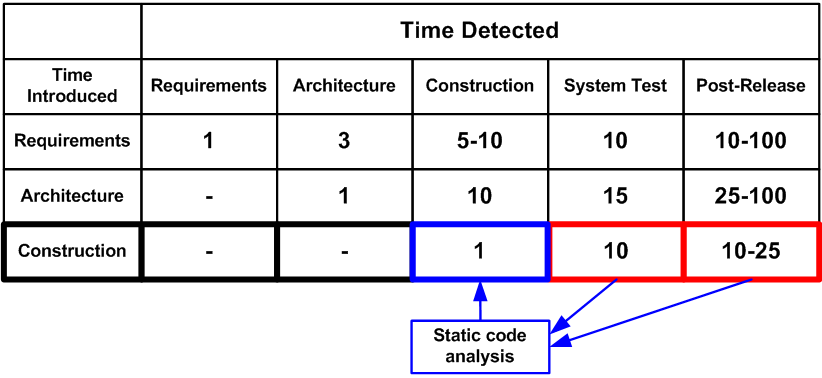 Time Detected
Time
Introduced Requirements Architecture Construction System Test Post-Release
Requirements 1 3 5-10 10 10-100
Architecture - 1 10 15 25-100
Construction - - 1 10 10-25
Static code
analysis